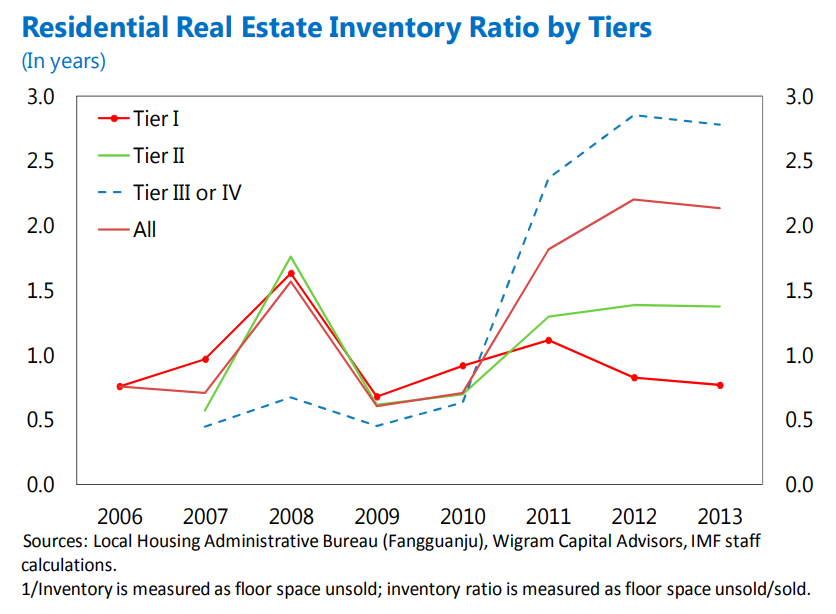 Residential Real Estate Inventory Ratio by Tiers
(In years)
3.0 3.0
Tier I
Tier II
2.5 2.5
Tier III or IV
All
2.0 2.0
1.5 1.5
1.0 1.0
0.5 0.5
0.0 0.0
2006 2007 2008 2009 2010 2011 2012 2013
Sources: Local Housing Administrative Bureau (Fangguanju), Wigram Capital Advisors, IMF staff
calculations.
1/Inventory is measured as floor space unsold; inventory ratio is measured as floor space unsold/sold.